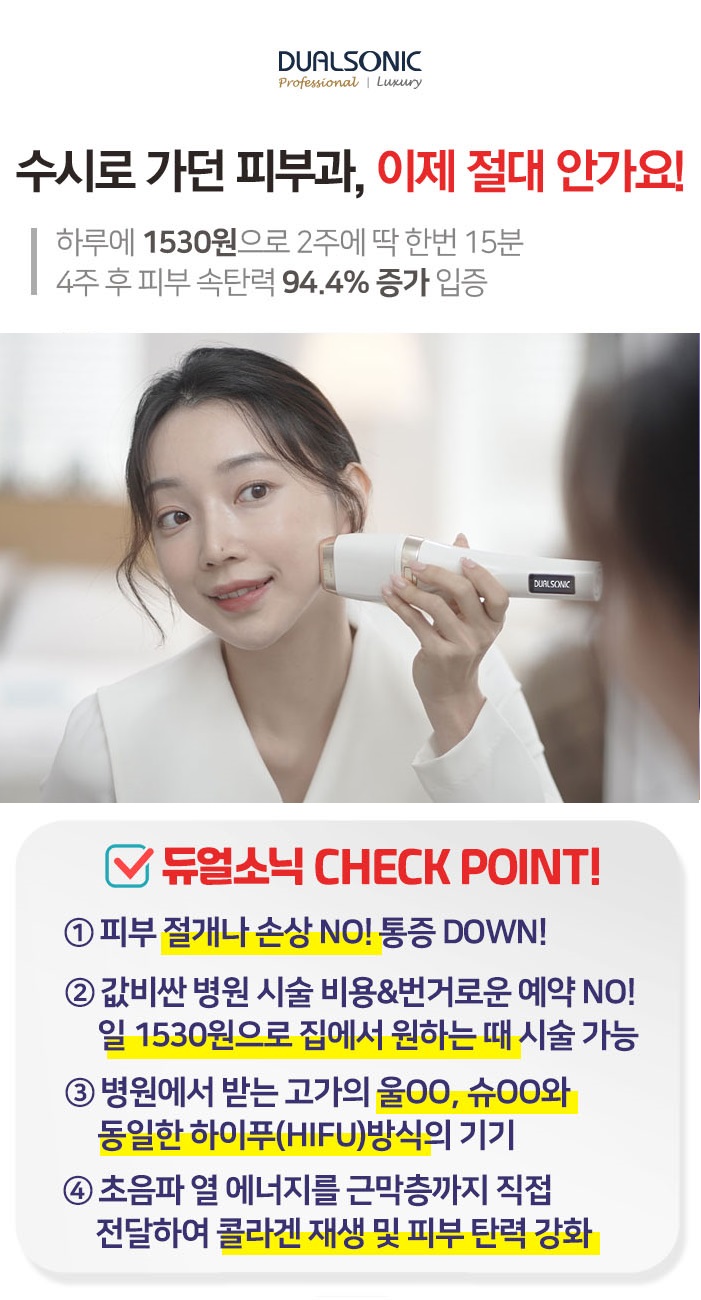 DUALSONIC
Professional | Luxury
수시로 가던 피부과, 이제 절대 안가요!
하루에 1530원으로 2주에 딱 한번 15분
4주 후 피부 속탄력 94.4% 증가 입증
DUALSONIC
듀얼소닉 CHECK POINT!
① 피부 절개나 손상 NO! 통증 DOWN!
② 값비싼 병원 시술 비용&번거로운 예약 NO!
일 1530원으로 집에서 원하는 때 시술 가능
③ 병원에서 받는 고가의 울OO, 슈OO와
동일한 하이푸(HIFU)방식의 기기
④ 초음파 열 에너지를 근막층까지 직접
전달하여 콜라겐 재생 및 피부 탄력 강화